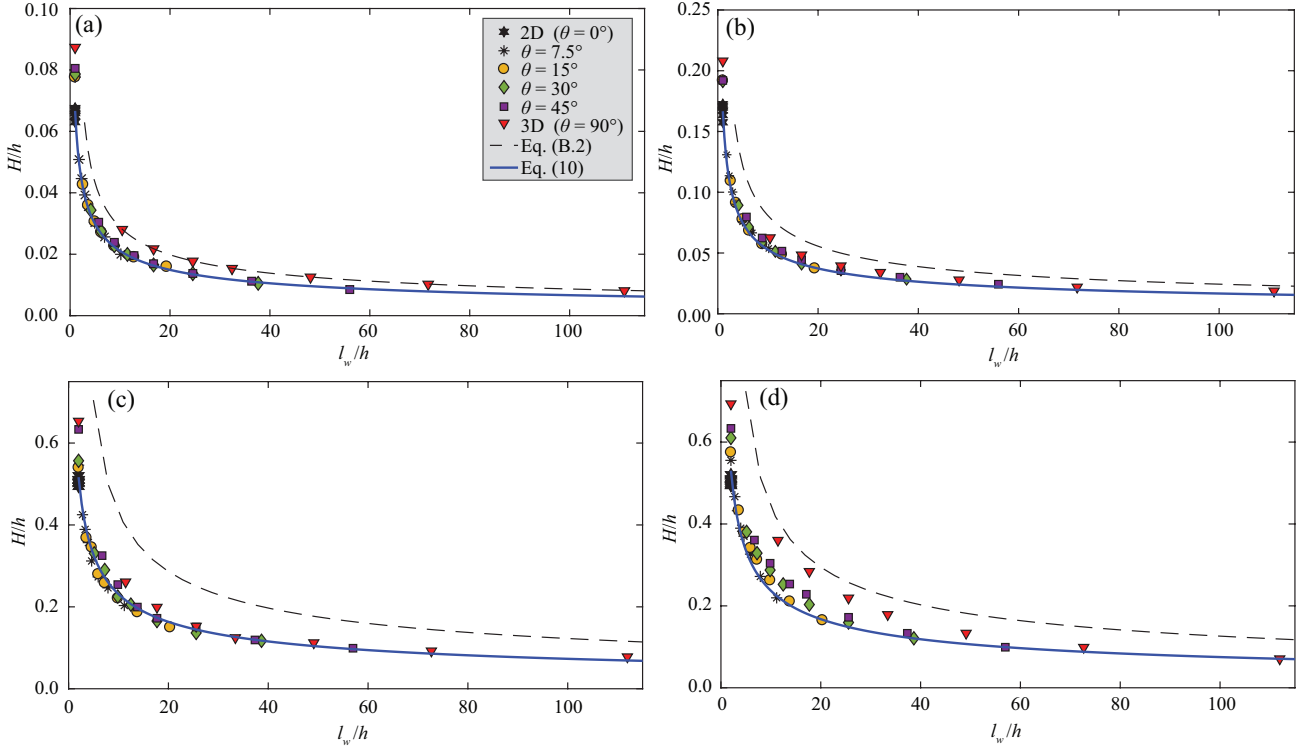 (a)
0.10
0.08
0.06
0.04
0.02
0.00
H/h
0 20 40 60 80 100
l_w/h
2D (θ = 0°)
θ = 7.5°
θ = 15°
θ = 30°
θ = 45°
3D (θ = 90°)
Eq. (B.2)
Eq. (10)
(b)
0.25
0.20
0.15
0.10
0.05
0.00
H/h
0 20 40 60 80 100
l_w/h
(c)
0.6
0.4
0.2
0.0
H/h
0 20 40 60 80 100
l_w/h
(d)
0.6
0.4
0.2
0.0
H/h
0 20 40 60 80 100
l_w/h